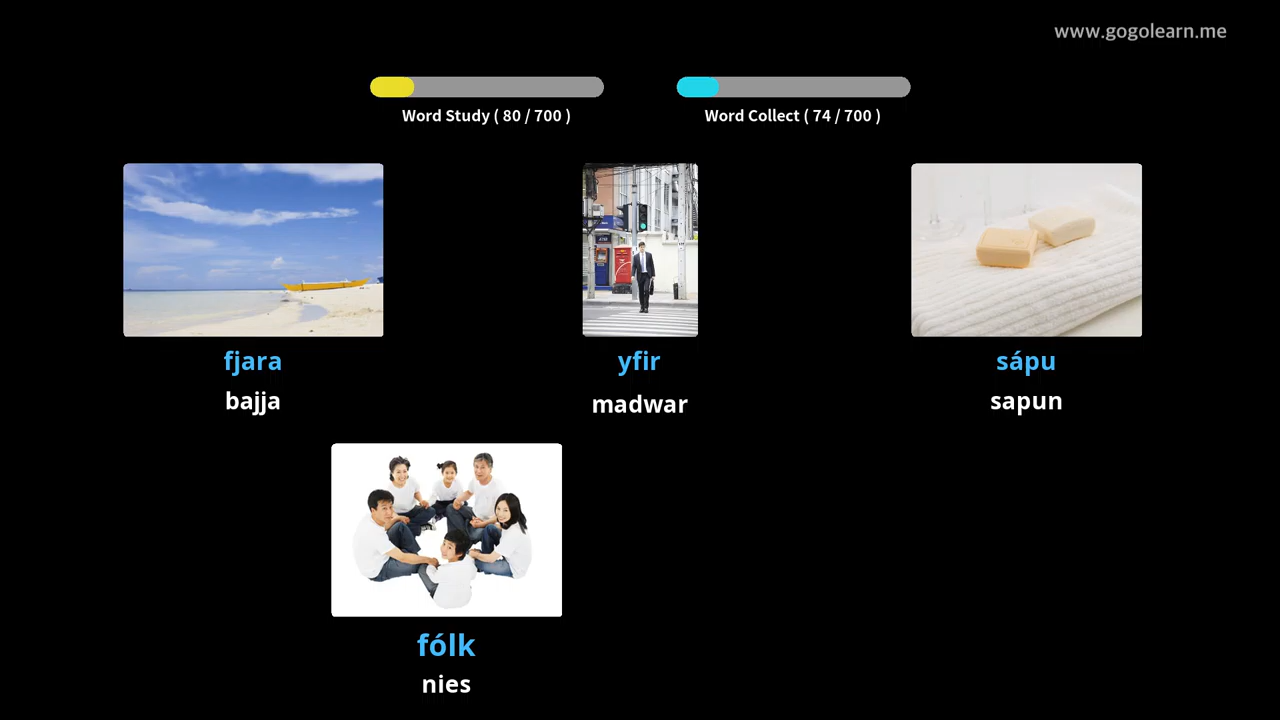 www.gogolearn.me
Word Study ( 80 / 700 )
Word Collect ( 74 / 700 )
fjara
yfir
sápu
bajja
madwar
sapun
fólk
nies